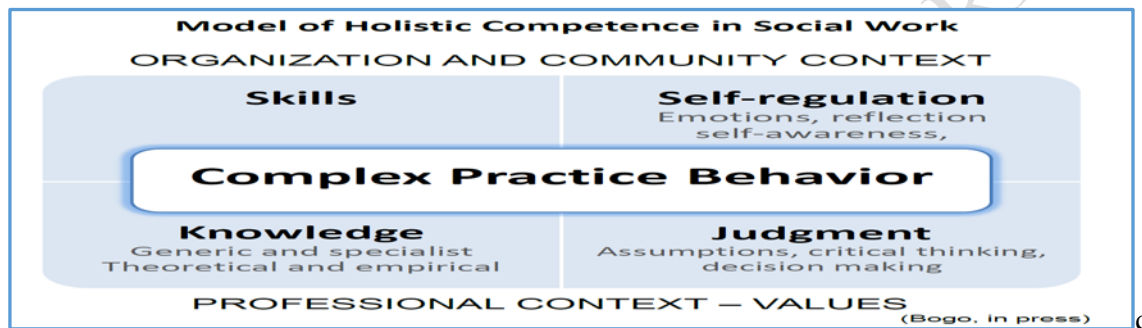 Model of Holistic Competence in Social Work
ORGANIZATION AND COMMUNITY CONTEXT
Skills
Self-regulation
Emotions, reflection
self-awareness,
Complex Practice Behavior
Knowledge
Generic and specialist
Theoretical and empirical
Judgment
Assumptions, critical thinking,
decision making
PROFESSIONAL CONTEXT – VALUES
(Bogo, in press)